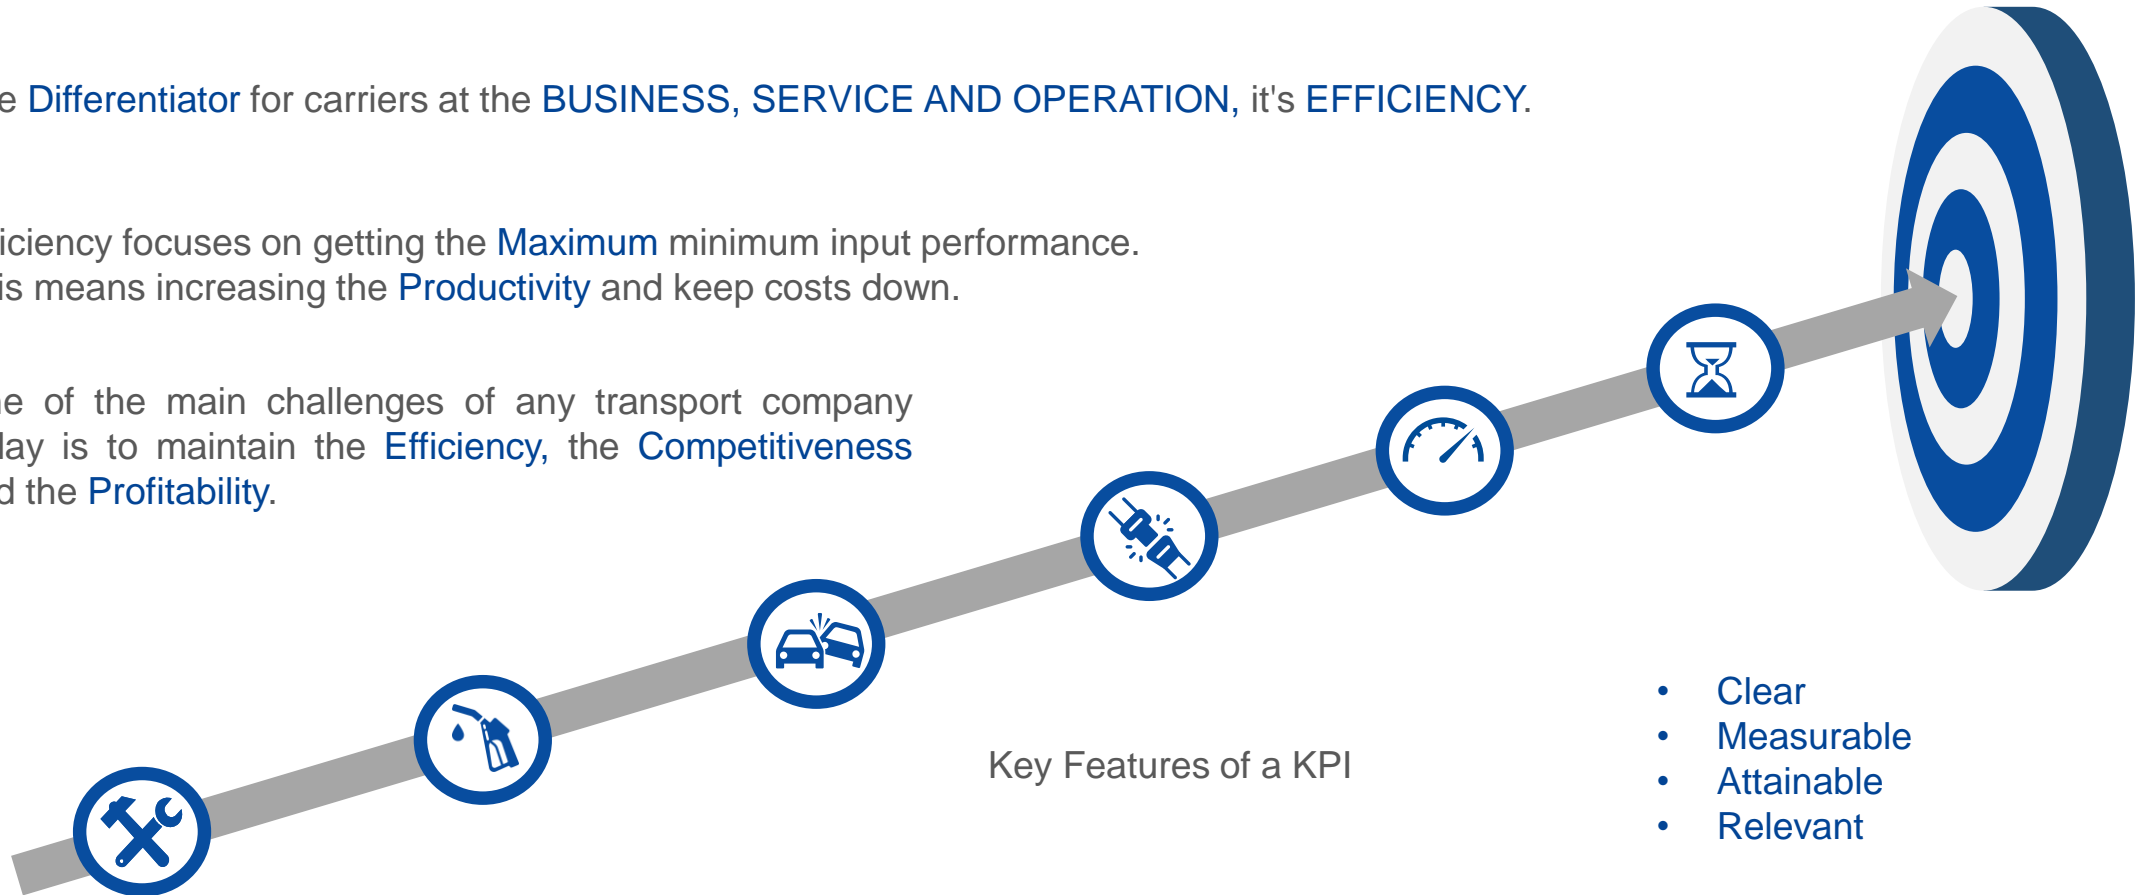 e Differentiator for carriers at the BUSINESS, SERVICE AND OPERATION, it's EFFICIENCY.
iciency focuses on getting the Maximum minimum input performance.
is means increasing the Productivity and keep costs down.
ne of the main challenges of any transport company
lay is to maintain the Efficiency, the Competitiveness
d the Profitability.
Key Features of a KPI
• Clear
• Measurable
• Attainable
• Relevant